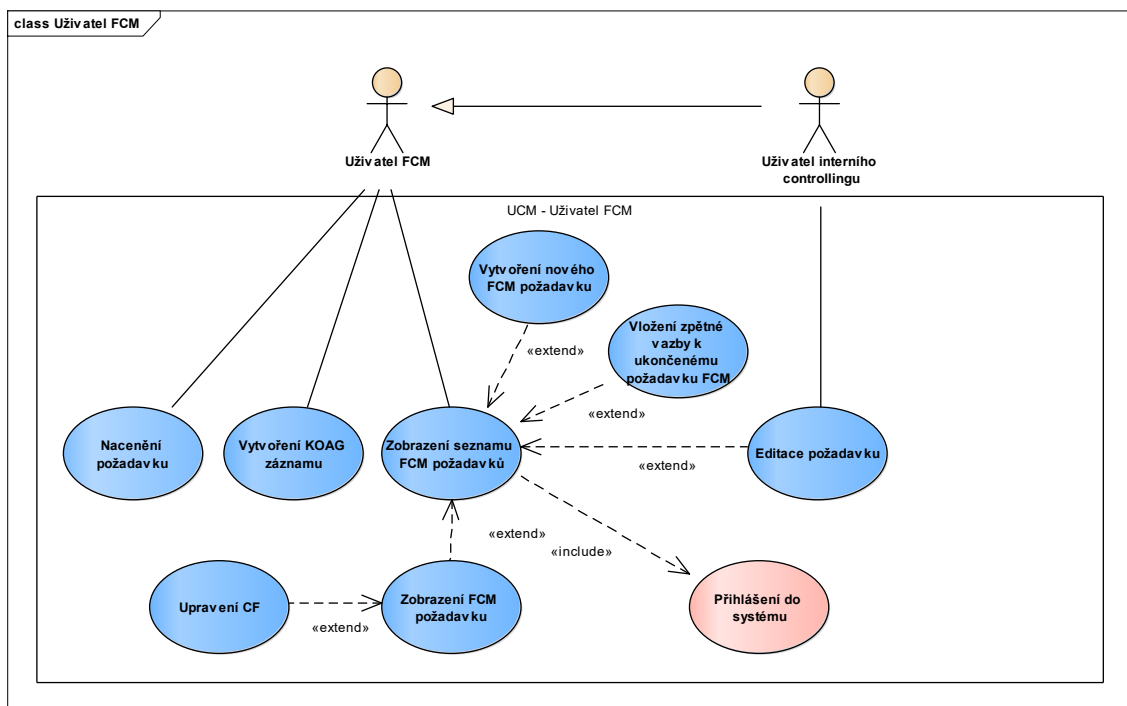 class Uživatel FCM
Uživatel FCM
Uživatel interního
controllingu
UCM - Uživatel FCM
Vytvoření nového
FCM požadavku
Vložení zpětné
vazby k
ukončenému
požadavku FCM
«extend»
«extend»
Nacenění
požadavku
Vytvoření KOAG
záznamu
Zobrazení seznamu
FCM požadavků
Editace požadavku
«extend»
«extend»
«include»
Upravení CF
«extend»
Zobrazení FCM
požadavku
Přihlášení do
systému